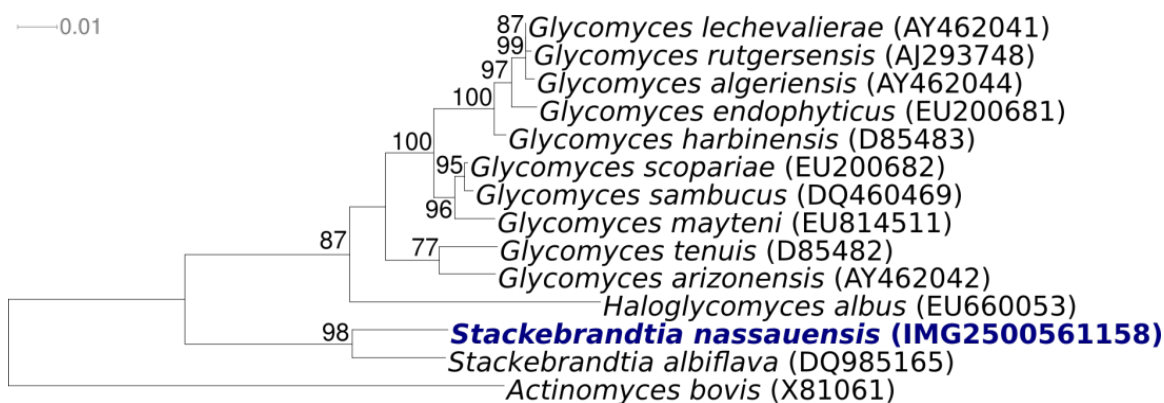 0.01
87 Glycomyces lechevalierae (AY462041)
99 Glycomyces rutgersensis (AJ293748)
97 Glycomyces algeriensis (AY462044)
100 Glycomyces endophyticus (EU200681)
Glycomyces harbinensis (D85483)
100
95 Glycomyces scopariae (EU200682)
Glycomyces sambucus (DQ460469)
96 Glycomyces mayteni (EU814511)
87 77 Glycomyces tenuis (D85482)
Glycomyces arizonensis (AY462042)
Haloglycomyces albus (EU660053)
98 Stackebrandtia nassauensis (IMG2500561158)
Stackebrandtia albiflava (DQ985165)
Actinomyces bovis (X81061)